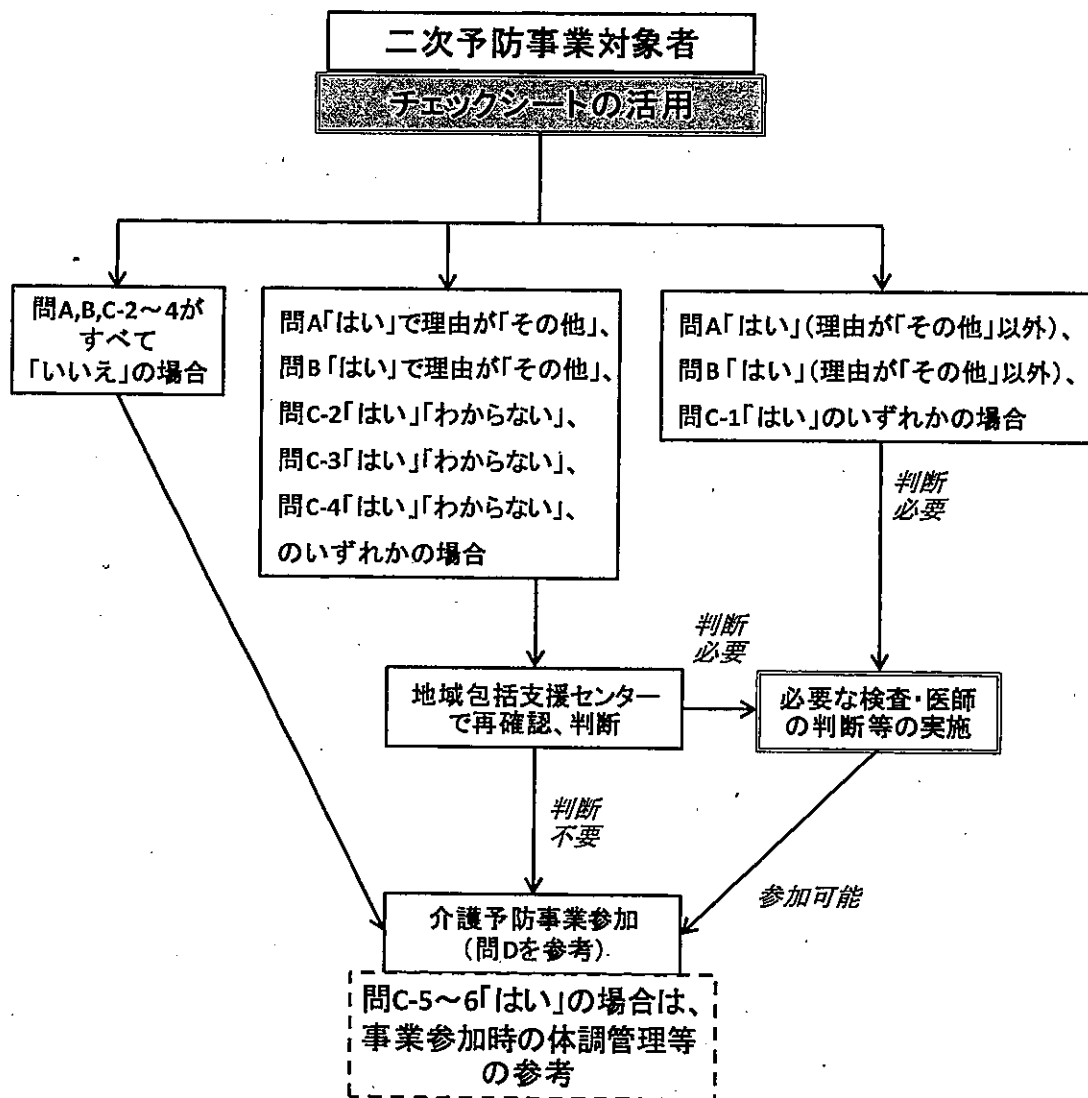 二次予防事業対象者
チェックシートの活用
問A,B,C-2～4が
すべて
「いいえ」の場合
問A「はい」で理由が「その他」、
問B「はい」で理由が「その他」、
問C-2「はい」「わからない」、
問C-3「はい」「わからない」、
問C-4「はい」「わからない」、
のいずれかの場合
問A「はい」(理由が「その他」以外)、
問B「はい」(理由が「その他」以外)、
問C-1「はい」のいずれかの場合
判断
必要
判断
必要
地域包括支援センター
で再確認、判断
必要な検査・医師
の判断等の実施
判断
不要
参加可能
介護予防事業参加
(問Dを参考)
問C-5～6「はい」の場合は、
事業参加時の体調管理等
の参考